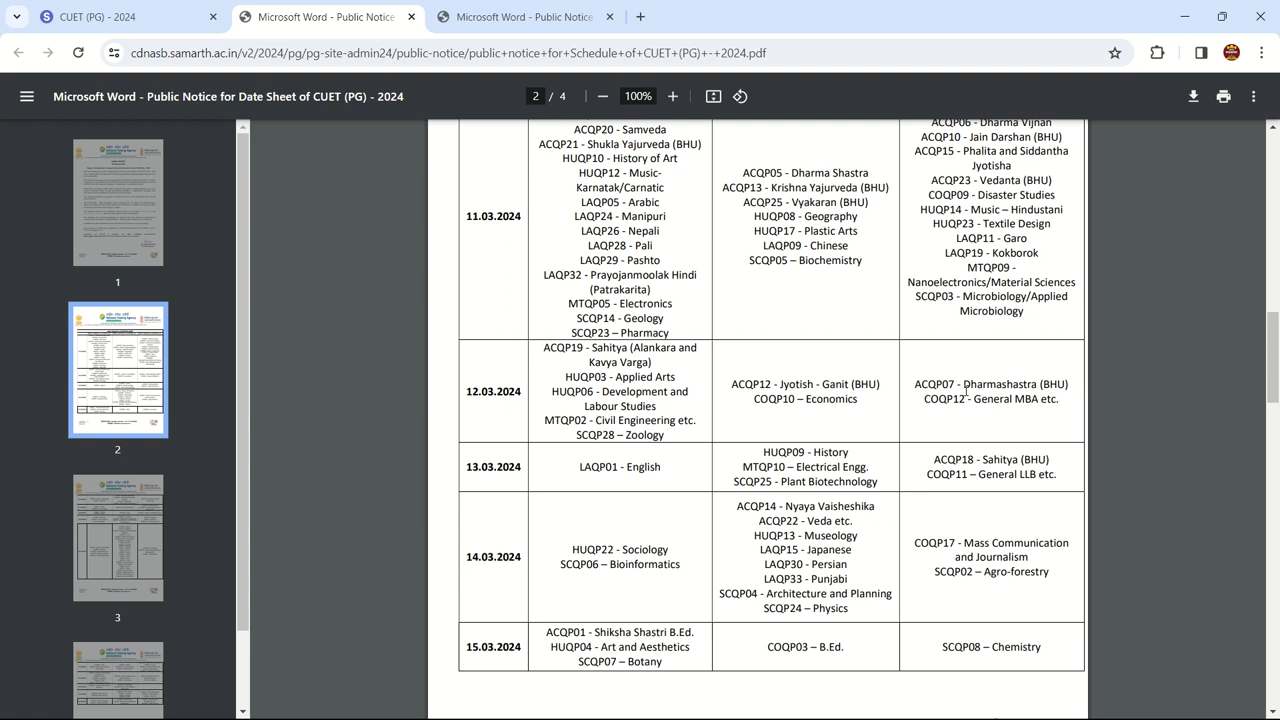 CUET (PG) - 2024
Microsoft Word - Public Notice
Microsoft Word - Public Notice
cdnasb.samarth.ac.in/v2/2024/pg/pg-site-admin24/public-notice/public+notice+for+Schedule+of+CUET+(PG)+-+2024.pdf
Microsoft Word - Public Notice for Date Sheet of CUET (PG) - 2024
2 / 4
100%
1
2
3
ACQP20 - Samveda
ACQP21 - Shukla Yajurveda (BHU)
HUQP10 - History of Art
HUQP12 - Music-
Karnatak/Carnatic
LAQP05 - Arabic
LAQP24 - Manipuri
LAQP26 - Nepali
LAQP28 - Pali
LAQP29 - Pashto
LAQP32 - Prayojanmoolak Hindi
(Patrakarita)
MTQP05 - Electronics
SCQP14 - Geology
SCQP23 – Pharmacy
11.03.2024
ACQP05 - Dharma Shastra
ACQP13 - Krishna Yajurveda (BHU)
ACQP25 - Vyakaran (BHU)
HUQP08 - Geography
HUQP17 - Plastic Arts
LAQP09 - Chinese
SCQP05 – Biochemistry
ACQP06 - Dharma Vijnan
ACQP10 - Jain Darshan (BHU)
ACQP15 - Phalita and Siddantha
Jyotisha
ACQP23 - Vedanta (BHU)
COQP09 - Disaster Studies
HUQP14 - Music – Hindustani
HUQP23 - Textile Design
LAQP11 - Garo
LAQP19 - Kokborok
MTQP09 -
Nanoelectronics/Material Sciences
SCQP03 - Microbiology/Applied
Microbiology
12.03.2024
ACQP19 - Sahitya (Alankara and
Kavya Varga)
HUQP03 - Applied Arts
HUQP06 - Development and
Labour Studies
MTQP02 - Civil Engineering etc.
SCQP28 – Zoology
ACQP12 - Jyotish - Ganit (BHU)
COQP10 – Economics
ACQP07 - Dharmashastra (BHU)
COQP12 - General MBA etc.
13.03.2024
LAQP01 - English
HUQP09 - History
MTQP10 – Electrical Engg.
SCQP25 - Plant Biotechnology
ACQP18 - Sahitya (BHU)
COQP11 – General LLB etc.
14.03.2024
HUQP22 - Sociology
SCQP06 – Bioinformatics
ACQP14 - Nyaya Vaisheshika
ACQP22 - Veda etc.
HUQP13 - Museology
LAQP15 - Japanese
LAQP30 - Persian
LAQP33 - Punjabi
SCQP04 - Architecture and Planning
SCQP24 – Physics
COQP17 - Mass Communication
and Journalism
SCQP02 – Agro-forestry
15.03.2024
ACQP01 - Shiksha Shastri B.Ed.
HUQP04 - Art and Aesthetics
SCQP07 – Botany
COQP03 – B.Ed.
SCQP08 – Chemistry